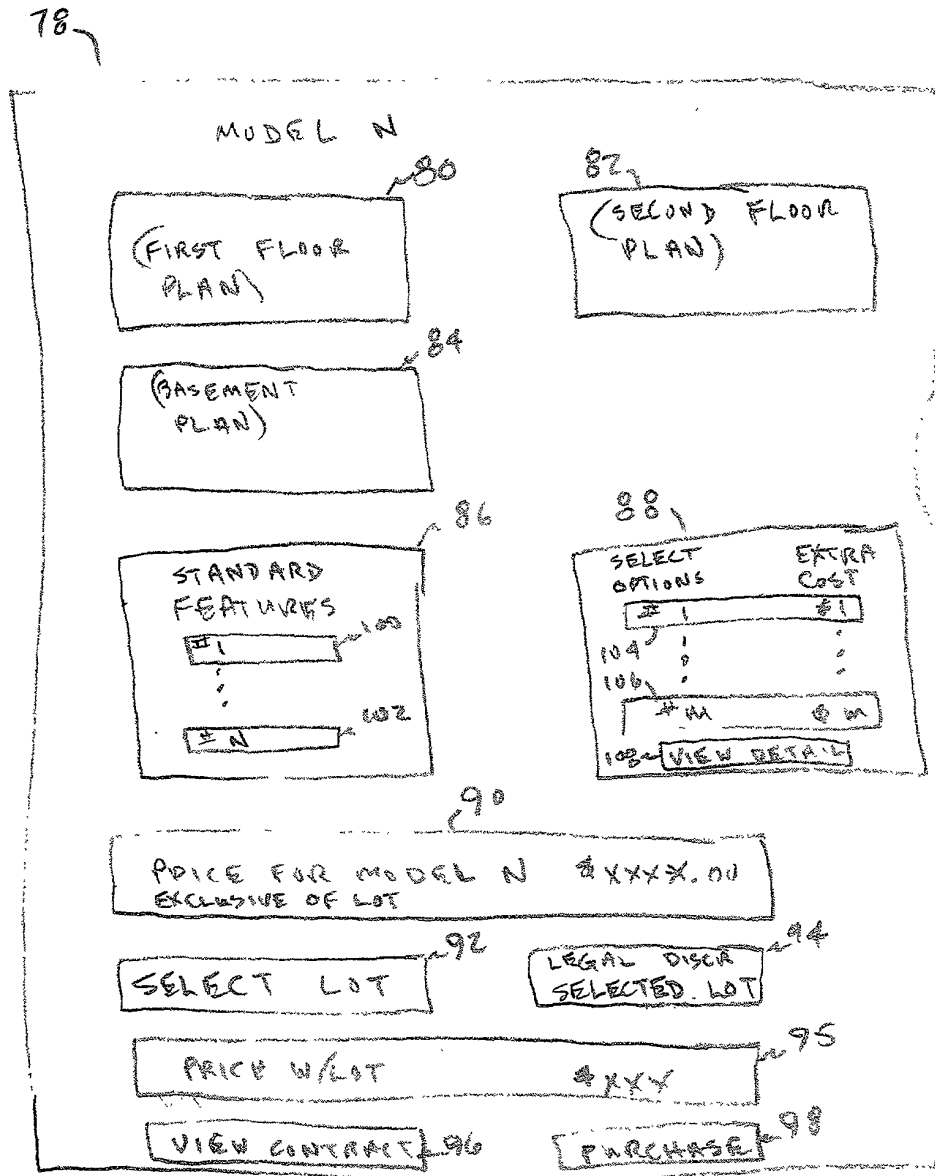 78
MODEL N
80
(FIRST FLOOR
PLAN)
82
(SECOND FLOOR
PLAN)
84
(BASEMENT
PLAN)
86
STANDARD
FEATURES
# 1
100
# N
102
88
SELECT EXTRA
OPTIONS COST
# 1 $1
104
106
# M $ M
108 VIEW DETAIL
90
PRICE FOR MODEL N $XXXX.00
EXCLUSIVE OF LOT
92
SELECT LOT
94
LEGAL DISCR
SELECTED LOT
95
PRICE W/LOT $XXX
VIEW CONTRACT 96
PURCHASE 98